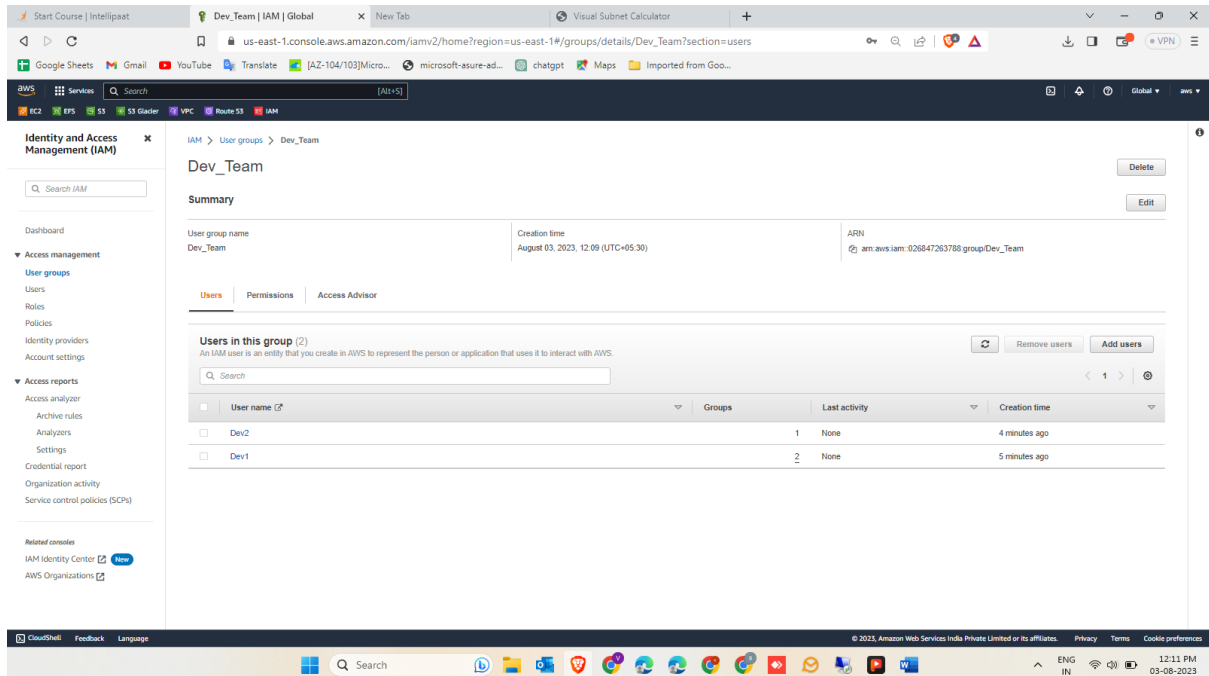 Start Course | Intellipaat
Dev_Team | IAM | Global
New Tab
Visual Subnet Calculator
us-east-1.console.aws.amazon.com/iamv2/home?region=us-east-1#/groups/details/Dev_Team?section=users
VPN
Google Sheets
Gmail
YouTube
Translate
[AZ-104/103]Micro...
microsoft-asure-ad...
chatgpt
Maps
Imported from Goo...
aws
Services
Search
[Alt+S]
Global
aws
EC2
EFS
S3
S3 Glacier
VPC
Route 53
IAM
Identity and Access
Management (IAM)
Search IAM
Dashboard
Access management
User groups
Users
Roles
Policies
Identity providers
Account settings
Access reports
Access analyzer
Archive rules
Analyzers
Settings
Credential report
Organization activity
Service control policies (SCPs)
Related consoles
IAM Identity Center New
AWS Organizations
IAM > User groups > Dev_Team
Dev_Team
Delete
Summary
Edit
User group name
Dev_Team
Creation time
August 03, 2023, 12:09 (UTC+05:30)
ARN
arn:aws:iam::026847263788:group/Dev_Team
Users
Permissions
Access Advisor
Users in this group (2)
An IAM user is an entity that you create in AWS to represent the person or application that uses it to interact with AWS.
Remove users
Add users
Search
< 1 >
User name Groups Last activity Creation time
Dev2 1 None 4 minutes ago
Dev1 2 None 5 minutes ago
CloudShell
Feedback
Language
© 2023, Amazon Web Services India Private Limited or its affiliates.
Privacy
Terms
Cookie preferences
Search
ENG
IN
12:11 PM
03-08-2023